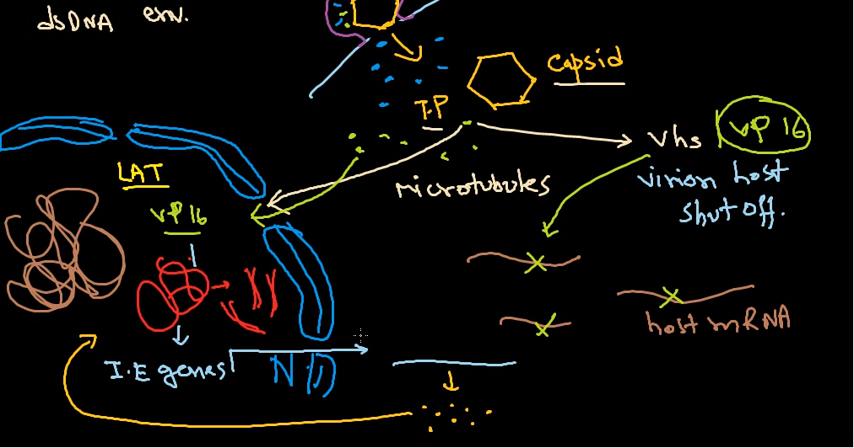 dsDNA env.
Capsid
T.P
vhs VP 16
virion host
shut off.
microtubules
LAT
VP 16
host mRNA
I.E genes